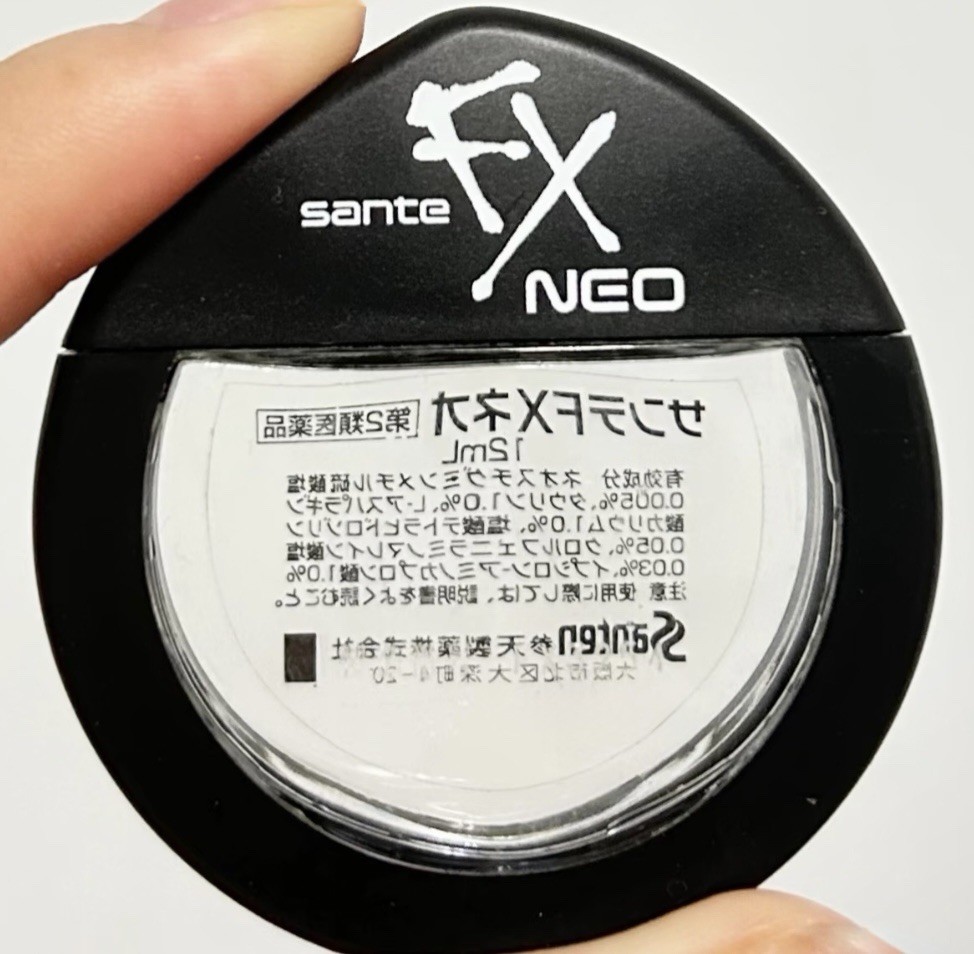 sante FX NEO
サンテFXネオ 第2類医薬品
12mL
有効成分 ネオスチグミンメチル硫酸塩
0.005%、タウリン1.0%、L-アスパラギン
酸カリウム1.0%、塩酸テトラヒドロゾリン
0.05%、クロルフェニラミンマレイン酸塩
0.03%、イプシロン-アミノカプロン酸1.0%
注意 使用に際しては、説明書をよく読むこと。
Santen 参天製薬株式会社
大阪市北区大深町4-20